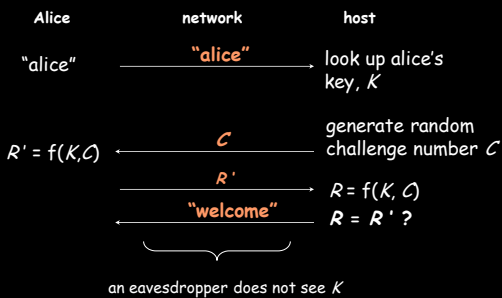 Alice network host
"alice"
"alice" look up alice's
key, K
generate random
C challenge number C
R' = f(K,C)
R'
R = f(K, C)
"welcome" R = R' ?
an eavesdropper does not see K